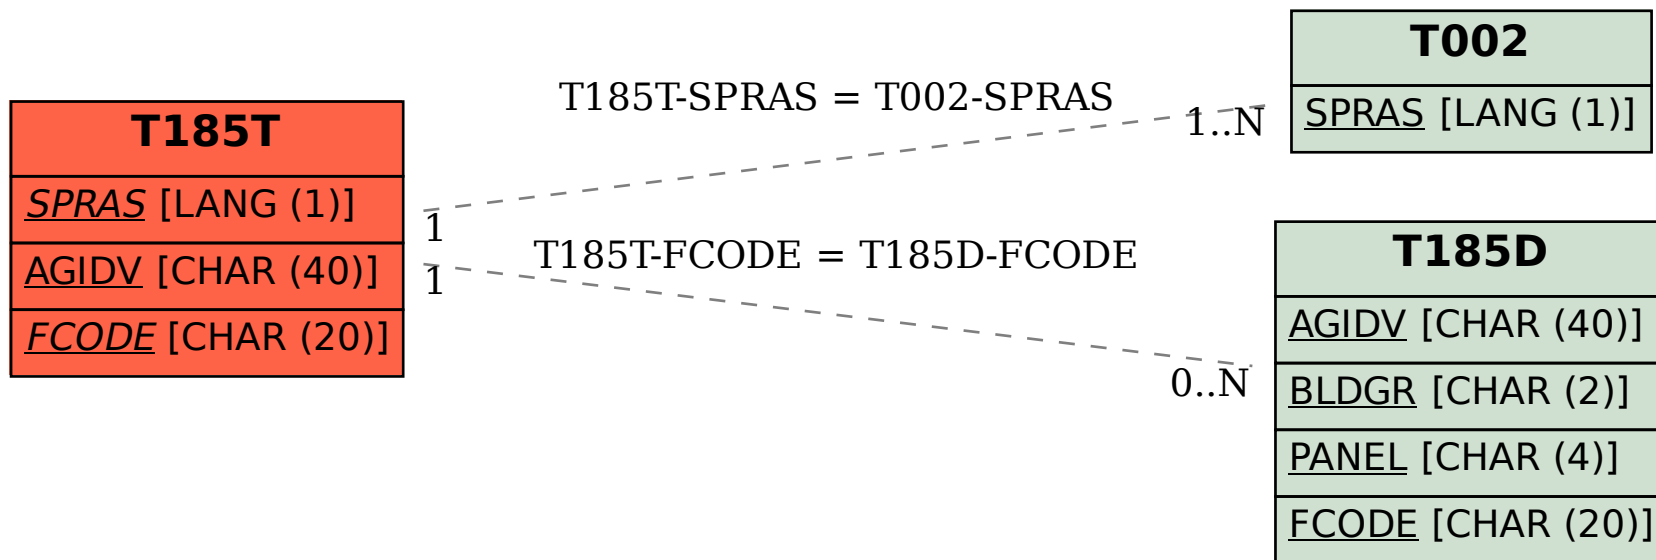 T185T
SPRAS [LANG (1)]
AGIDV [CHAR (40)]
FCODE [CHAR (20)]
T185T-SPRAS = T002-SPRAS
1
1..N
T185T-FCODE = T185D-FCODE
1
0..N
T002
SPRAS [LANG (1)]
T185D
AGIDV [CHAR (40)]
BLDGR [CHAR (2)]
PANEL [CHAR (4)]
FCODE [CHAR (20)]